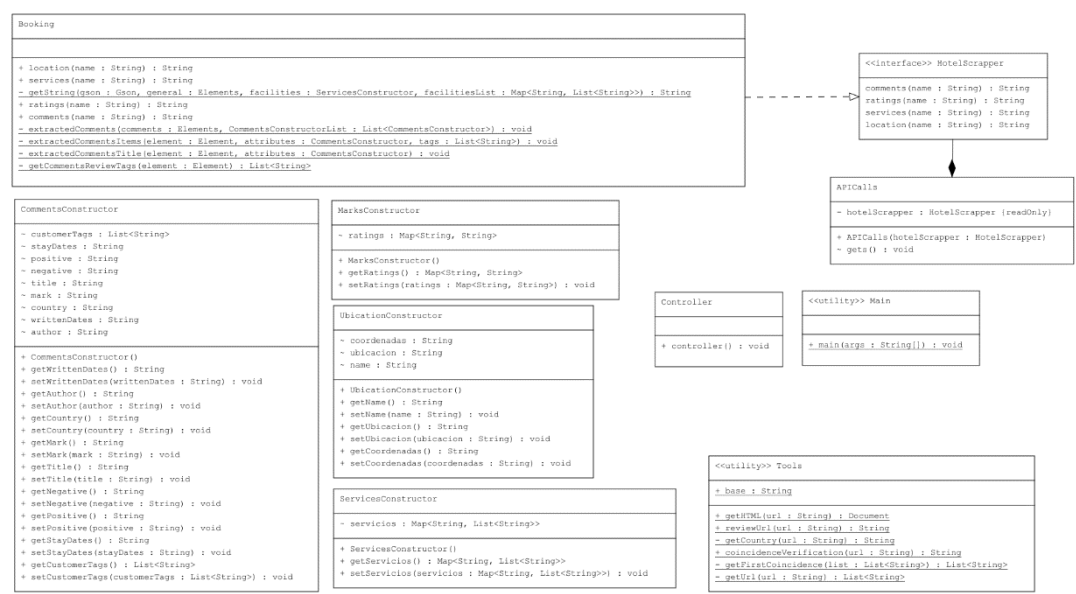 Booking
+ location(name : String) : String
+ services(name : String) : String
- getString(gson : Gson, general : Elements, facilities : ServicesConstructor, facilitiesList : Map<String, List<String>>) : String
+ ratings(name : String) : String
+ comments(name : String) : String
- extractedComments(comments : Elements, CommentsConstructorList : List<CommentsConstructor>) : void
- extractedCommentsItems(element : Element, attributes : CommentsConstructor, tags : List<String>) : void
- extractedCommentsTitle(element : Element, attributes : CommentsConstructor) : void
- getCommentsReviewTags(element : Element) : List<String>
<<interface>> HotelScrapper
comments(name : String) : String
ratings(name : String) : String
services(name : String) : String
location(name : String) : String
APICalls
- hotelScrapper : HotelScrapper {readOnly}
+ APICalls(hotelScrapper : HotelScrapper)
~ gets() : void
CommentsConstructor
~ customerTags : List<String>
~ stayDates : String
~ positive : String
~ negative : String
~ title : String
~ mark : String
~ country : String
~ writtenDates : String
~ author : String
+ CommentsConstructor()
+ getWrittenDates() : String
+ setWrittenDates(writtenDates : String) : void
+ getAuthor() : String
+ setAuthor(author : String) : void
+ getCountry() : String
+ setCountry(country : String) : void
+ getMark() : String
+ setMark(mark : String) : void
+ getTitle() : String
+ setTitle(title : String) : void
+ getNegative() : String
+ setNegative(negative : String) : void
+ getPositive() : String
+ setPositive(positive : String) : void
+ getStayDates() : String
+ setStayDates(stayDates : String) : void
+ getCustomerTags() : List<String>
+ setCustomerTags(customerTags : List<String>) : void
MarksConstructor
~ ratings : Map<String, String>
+ MarksConstructor()
+ getRatings() : Map<String, String>
+ setRatings(ratings : Map<String, String>) : void
UbicationConstructor
~ coordenadas : String
~ ubicacion : String
~ name : String
+ UbicationConstructor()
+ getName() : String
+ setName(name : String) : void
+ getUbicacion() : String
+ setUbicacion(ubicacion : String) : void
+ getCoordenadas() : String
+ setCoordenadas(coordenadas : String) : void
ServicesConstructor
~ servicios : Map<String, List<String>>
+ ServicesConstructor()
+ getServicios() : Map<String, List<String>>
+ setServicios(servicios : Map<String, List<String>>) : void
Controller
+ controller() : void
<<utility>> Main
+ main(args : String[]) : void
<<utility>> Tools
+ base : String
+ getHTML(url : String) : Document
+ reviewUrl(url : String) : String
- getCountry(url : String) : String
+ coincidenceVerification(url : String) : String
- getFirstCoincidence(list : List<String>) : List<String>
- getUrl(url : String) : List<String>